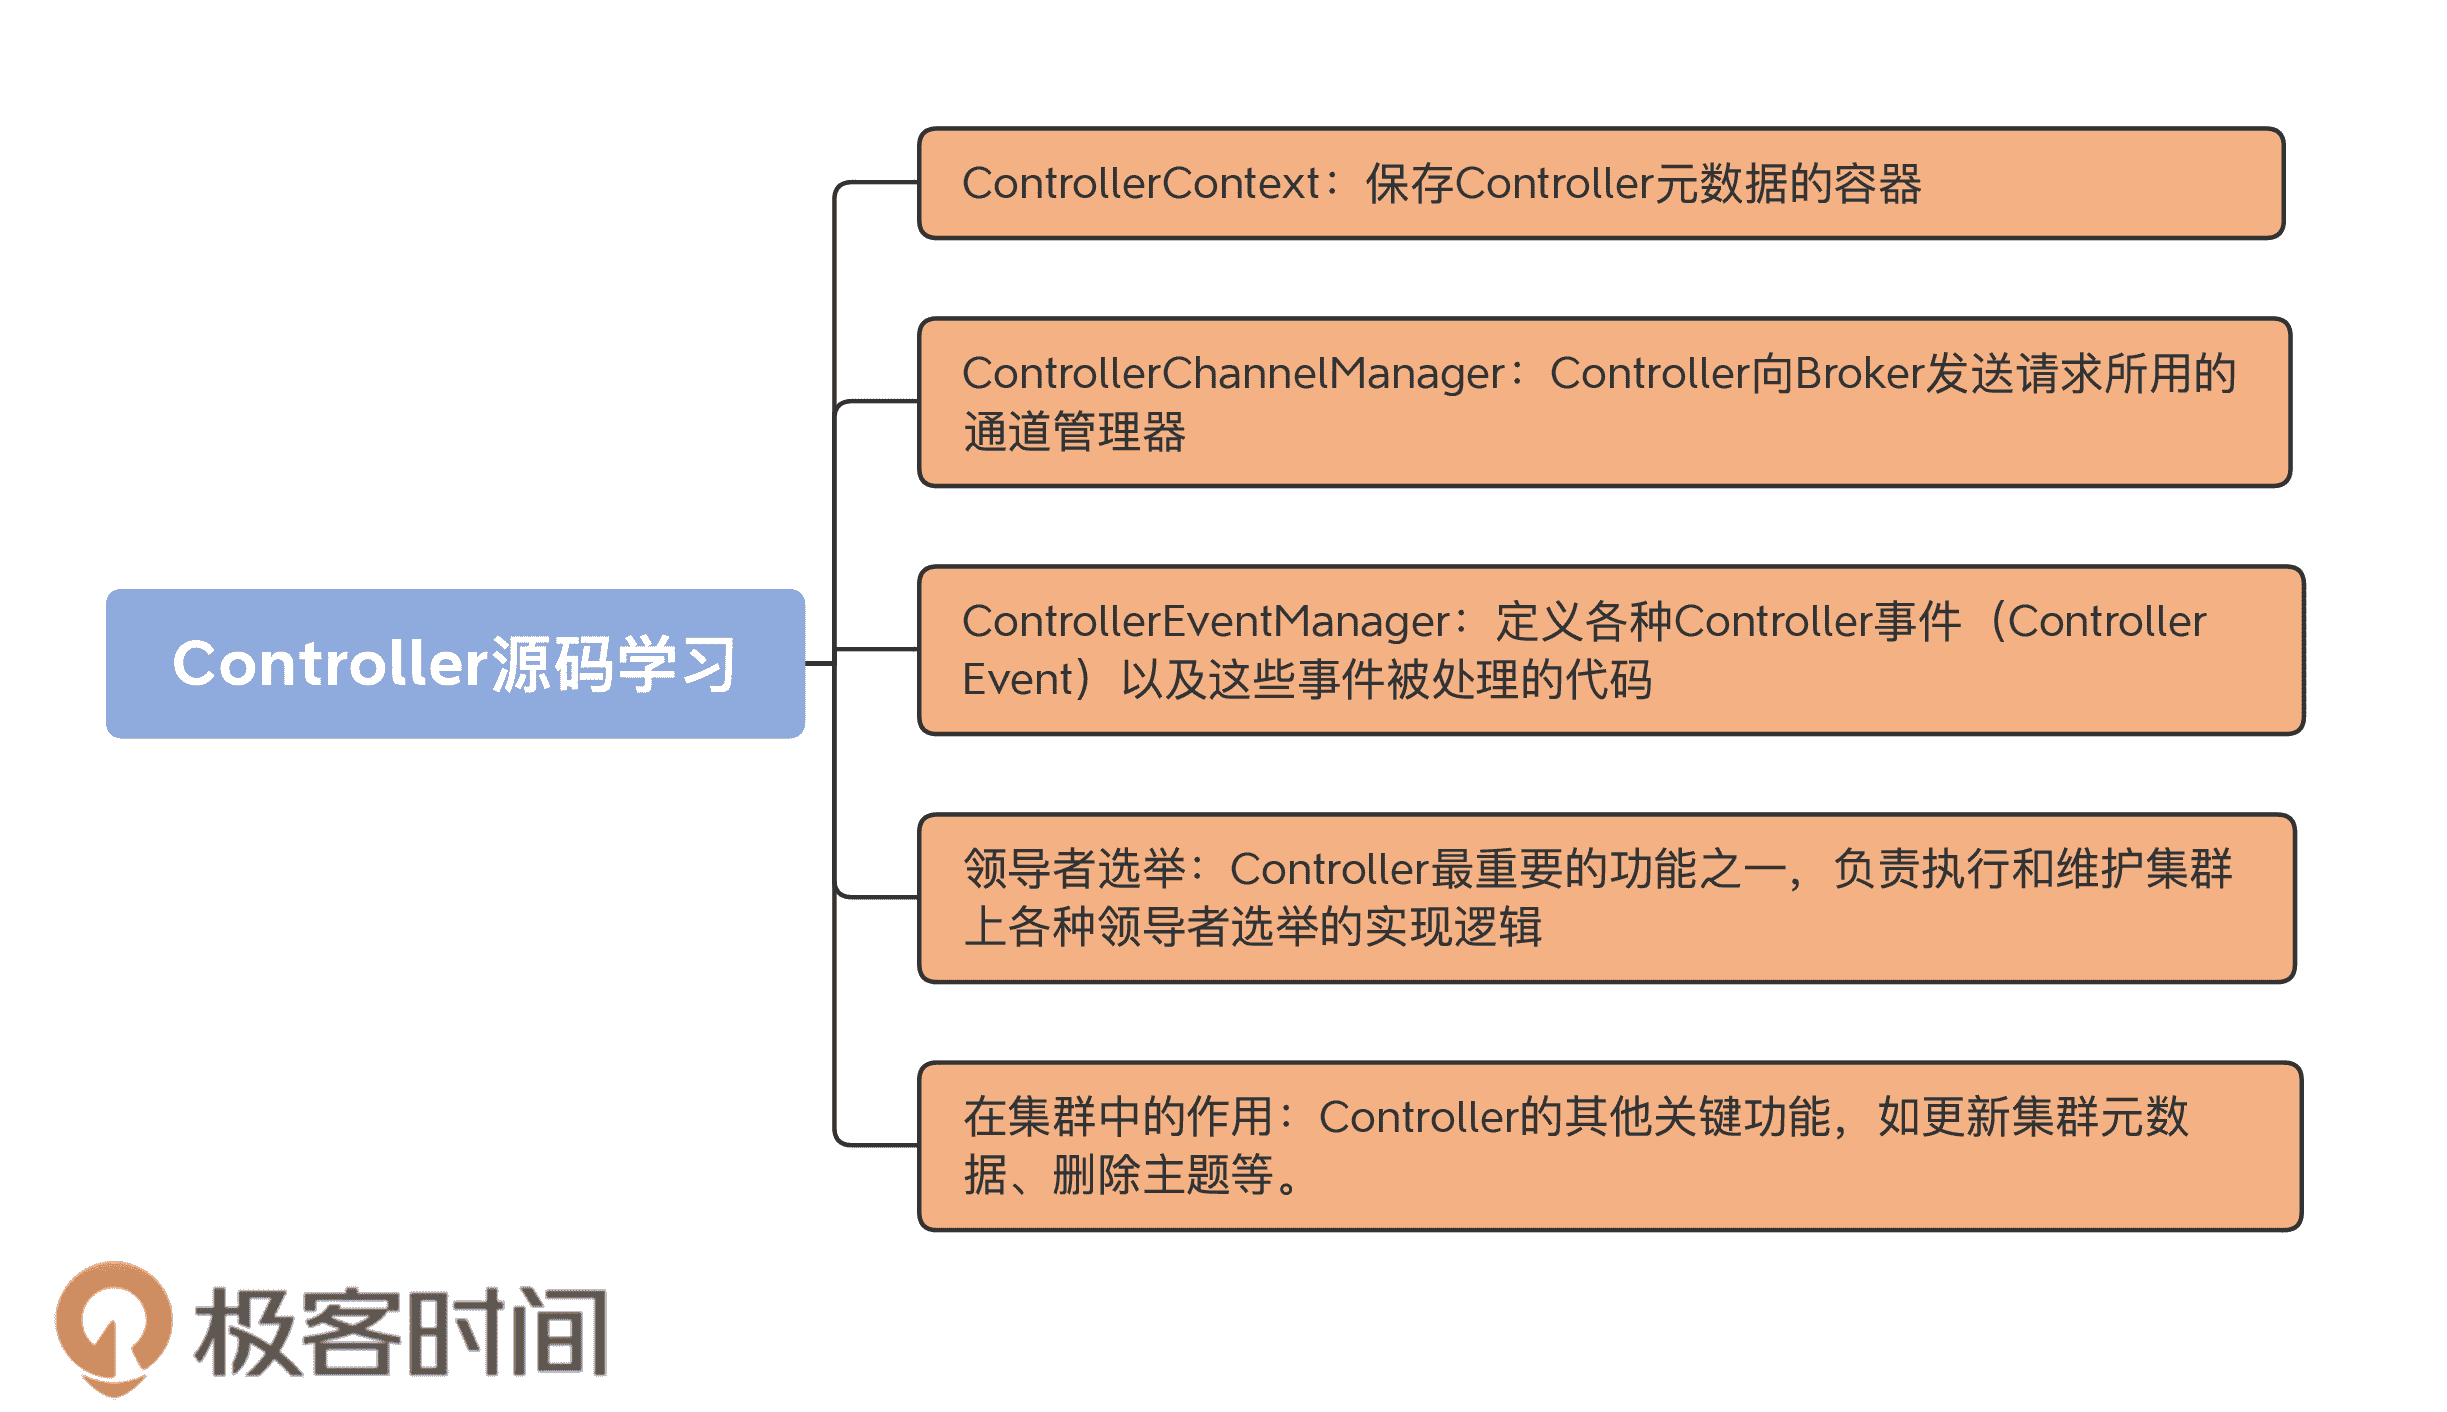 ControllerContext：保存Controller元数据的容器
ControllerChannelManager：Controller向Broker发送请求所用的
通道管理器
Controller源码学习
ControllerEventManager：定义各种Controller事件（Controller
Event）以及这些事件被处理的代码
领导者选举：Controller最重要的功能之一，负责执行和维护集群
上各种领导者选举的实现逻辑
在集群中的作用：Controller的其他关键功能，如更新集群元数
据、删除主题等。
极客时间